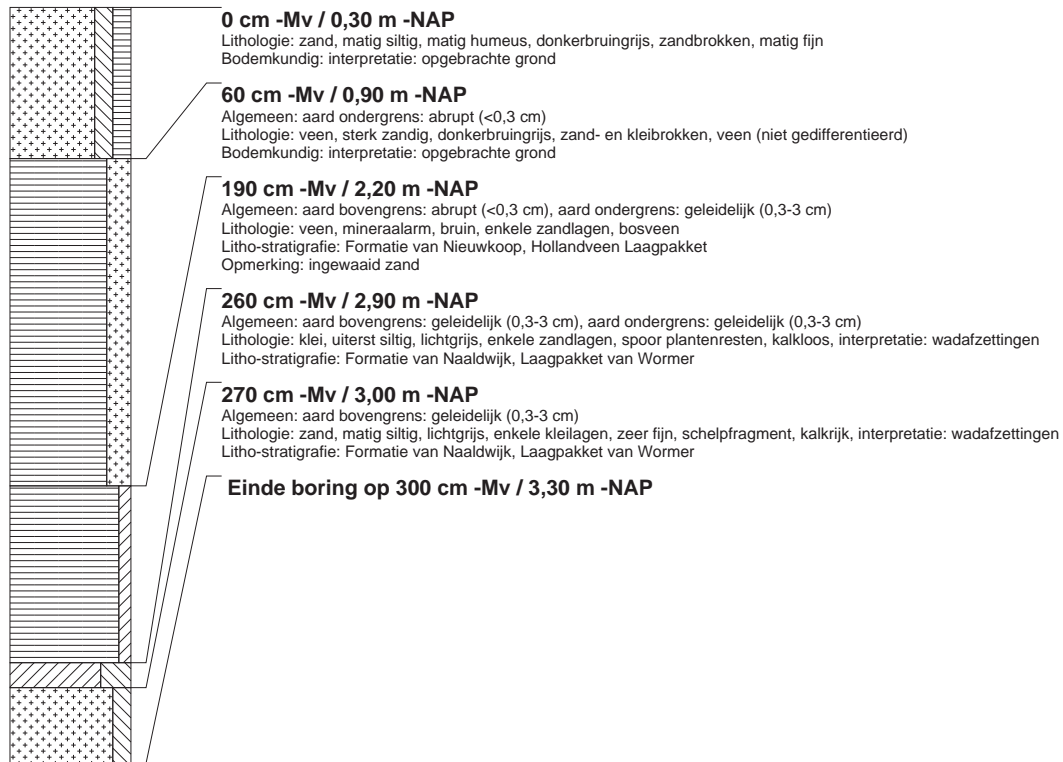 0 cm -Mv / 0,30 m -NAP
Lithologie: zand, matig siltig, matig humeus, donkerbruingrijs, zandbrokken, matig fijn
Bodemkundig: interpretatie: opgebrachte grond
60 cm -Mv / 0,90 m -NAP
Algemeen: aard ondergrens: abrupt (<0,3 cm)
Lithologie: veen, sterk zandig, donkerbruingrijs, zand- en kleibrokken, veen (niet gedifferentieerd)
Bodemkundig: interpretatie: opgebrachte grond
190 cm -Mv / 2,20 m -NAP
Algemeen: aard bovengrens: abrupt (<0,3 cm), aard ondergrens: geleidelijk (0,3-3 cm)
Lithologie: veen, mineraalarm, bruin, enkele zandlagen, bosveen
Litho-stratigrafie: Formatie van Nieuwkoop, Hollandveen Laagpakket
Opmerking: ingewaaid zand
260 cm -Mv / 2,90 m -NAP
Algemeen: aard bovengrens: geleidelijk (0,3-3 cm), aard ondergrens: geleidelijk (0,3-3 cm)
Lithologie: klei, uiterst siltig, lichtgrijs, enkele zandlagen, spoor plantenresten, kalkloos, interpretatie: wadafzettingen
Litho-stratigrafie: Formatie van Naaldwijk, Laagpakket van Wormer
270 cm -Mv / 3,00 m -NAP
Algemeen: aard bovengrens: geleidelijk (0,3-3 cm)
Lithologie: zand, matig siltig, lichtgrijs, enkele kleilagen, zeer fijn, schelpfragment, kalkrijk, interpretatie: wadafzettingen
Litho-stratigrafie: Formatie van Naaldwijk, Laagpakket van Wormer
Einde boring op 300 cm -Mv / 3,30 m -NAP